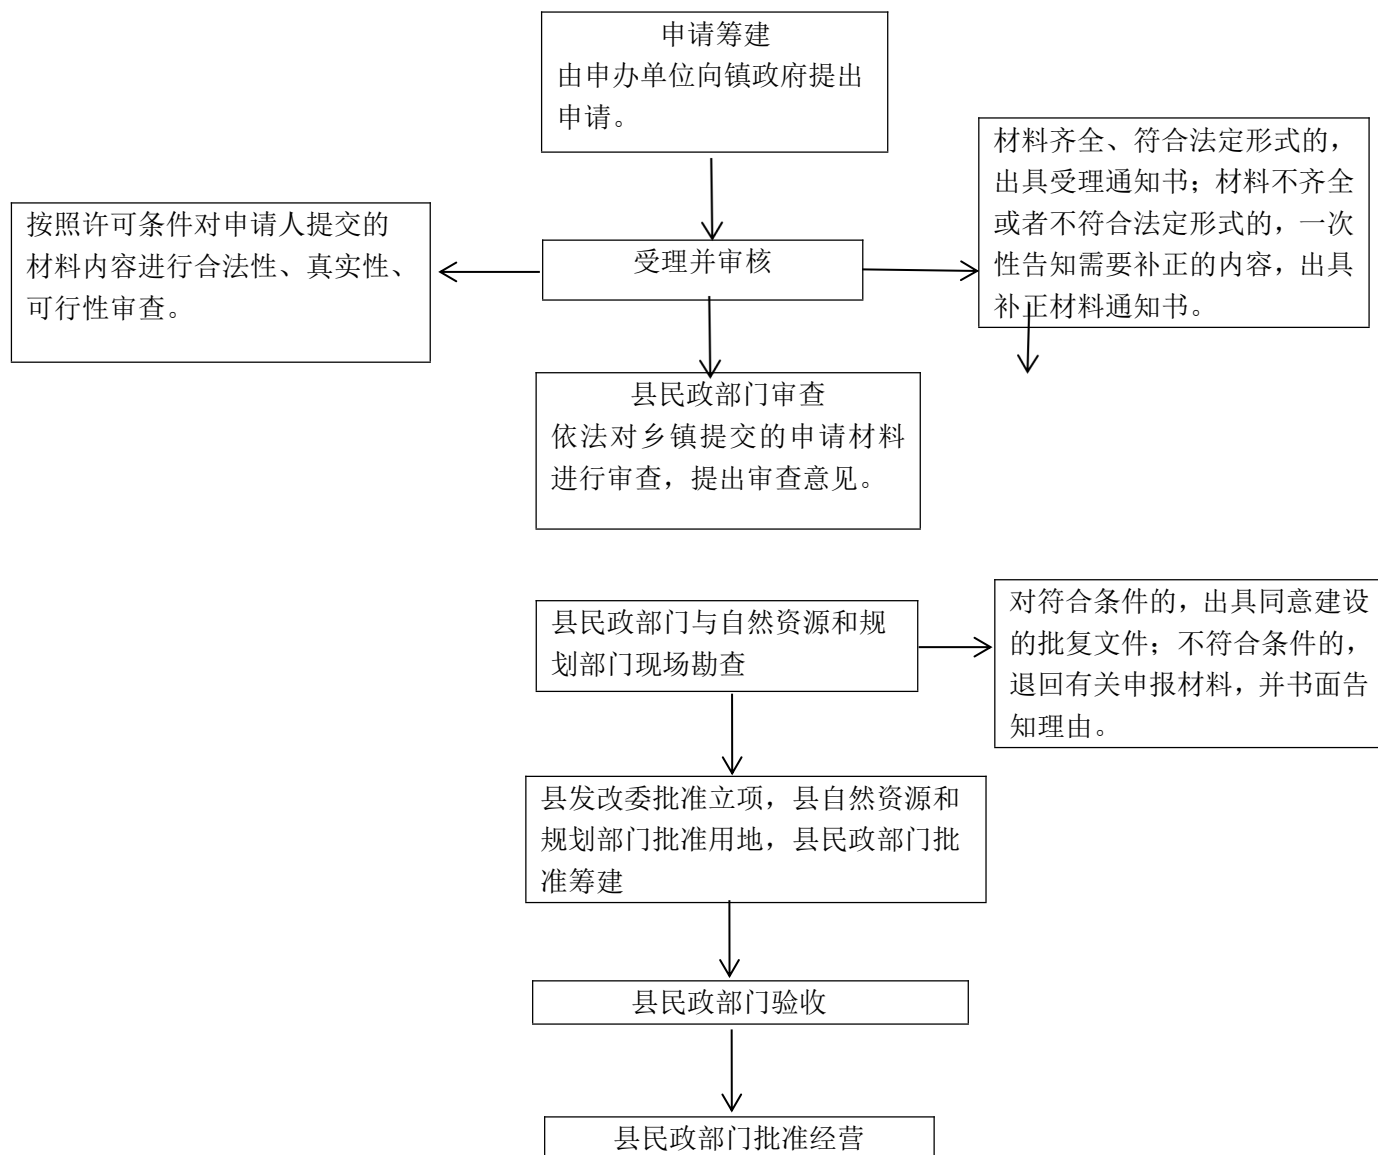 申请筹建
由申办单位向镇政府提出
申请。
材料齐全、符合法定形式的，
出具受理通知书；材料不齐全
或者不符合法定形式的，一次
性告知需要补正的内容，出具
补正材料通知书。
按照许可条件对申请人提交的
材料内容进行合法性、真实性、
可行性审查。
受理并审核
县民政部门审查
依法对乡镇提交的申请材料
进行审查，提出审查意见。
县民政部门与自然资源和规
划部门现场勘查
对符合条件的，出具同意建设
的批复文件；不符合条件的，
退回有关申报材料，并书面告
知理由。
县发改委批准立项，县自然资源和
规划部门批准用地，县民政部门批
准筹建
县民政部门验收
县民政部门批准经营